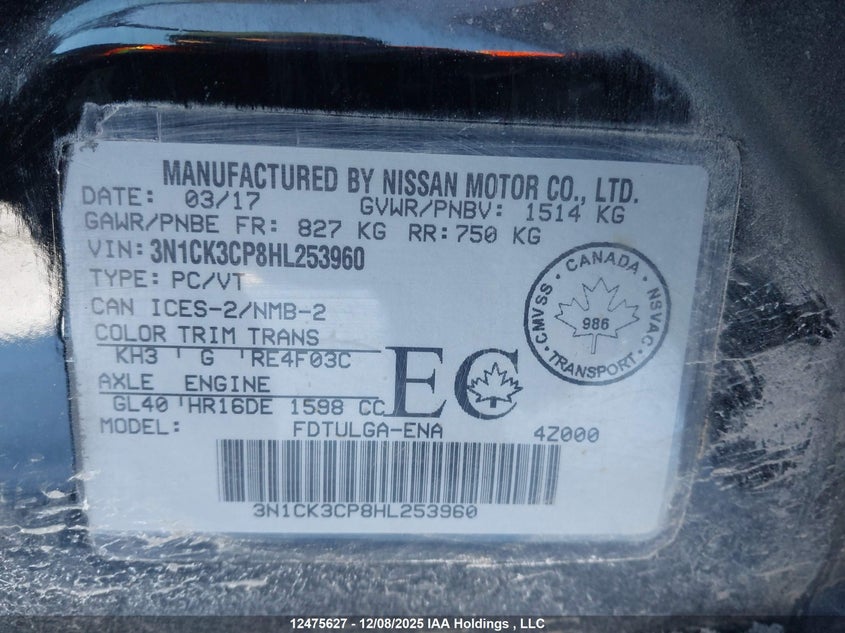 MANUFACTURED BY NISSAN MOTOR CO., LTD.
DATE: 03/17 GVWR/PNBV: 1514 KG
GAWR/PNBE FR: 827 KG RR: 750 KG
VIN: 3N1CK3CP8HL253960
TYPE: PC/VT
CAN ICES-2/NMB-2
COLOR TRIM TRANS
KH3 G RE4F03C
AXLE ENGINE
GL40 HR16DE 1598 CC
EC
CANADA
CMVSS NSVAC
986
TRANSPORT
MODEL: FDTULGA-ENA 4Z000
3N1CK3CP8HL253960
12475627 - 12/08/2025 IAA Holdings , LLC